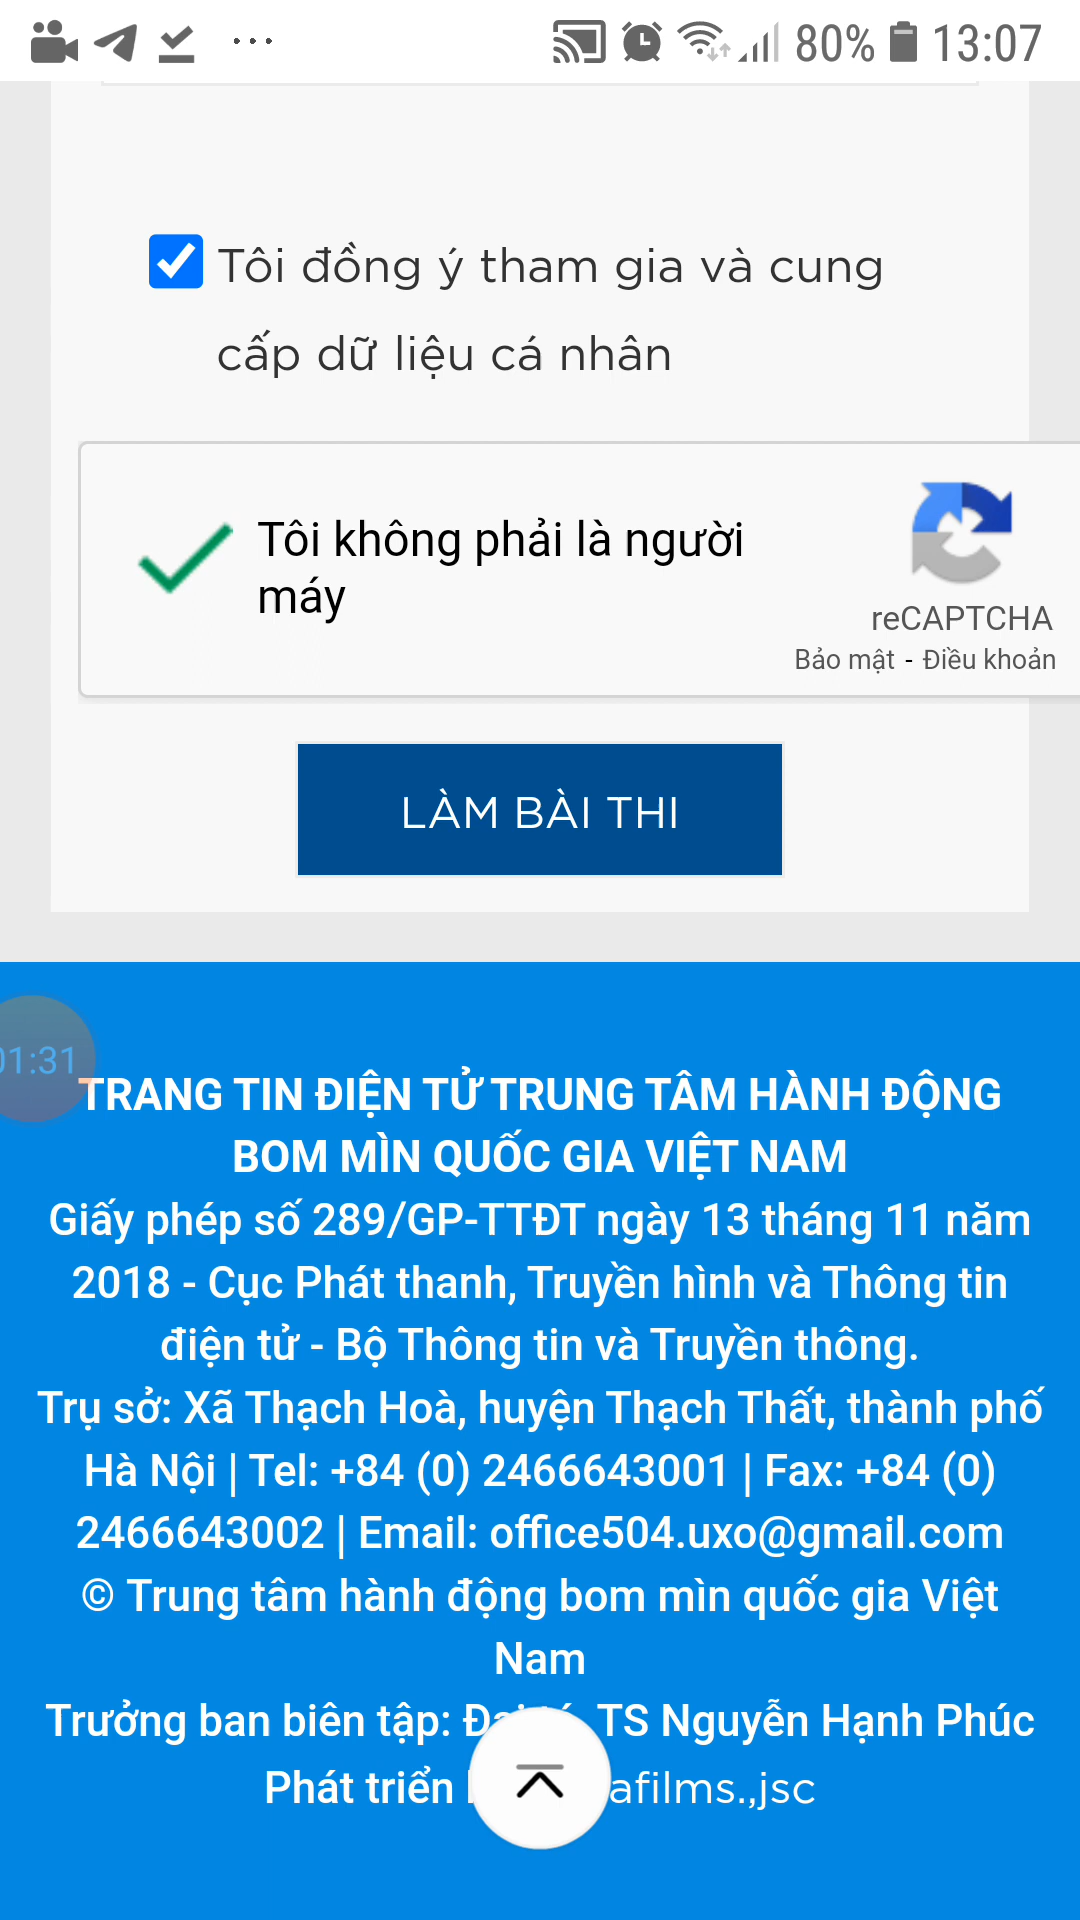 80% 13:07
Tôi đồng ý tham gia và cung
cấp dữ liệu cá nhân
Tôi không phải là người
máy
reCAPTCHA
Bảo mật - Điều khoản
LÀM BÀI THI
01:31
TRANG TIN ĐIỆN TỬ TRUNG TÂM HÀNH ĐỘNG
BOM MÌN QUỐC GIA VIỆT NAM
Giấy phép số 289/GP-TTĐT ngày 13 tháng 11 năm
2018 - Cục Phát thanh, Truyền hình và Thông tin
điện tử - Bộ Thông tin và Truyền thông.
Trụ sở: Xã Thạch Hoà, huyện Thạch Thất, thành phố
Hà Nội | Tel: +84 (0) 2466643001 | Fax: +84 (0)
2466643002 | Email: office504.uxo@gmail.com
© Trung tâm hành động bom mìn quốc gia Việt
Nam
Trưởng ban biên tập: TS Nguyễn Hạnh Phúc
Phát triển afilms.,jsc